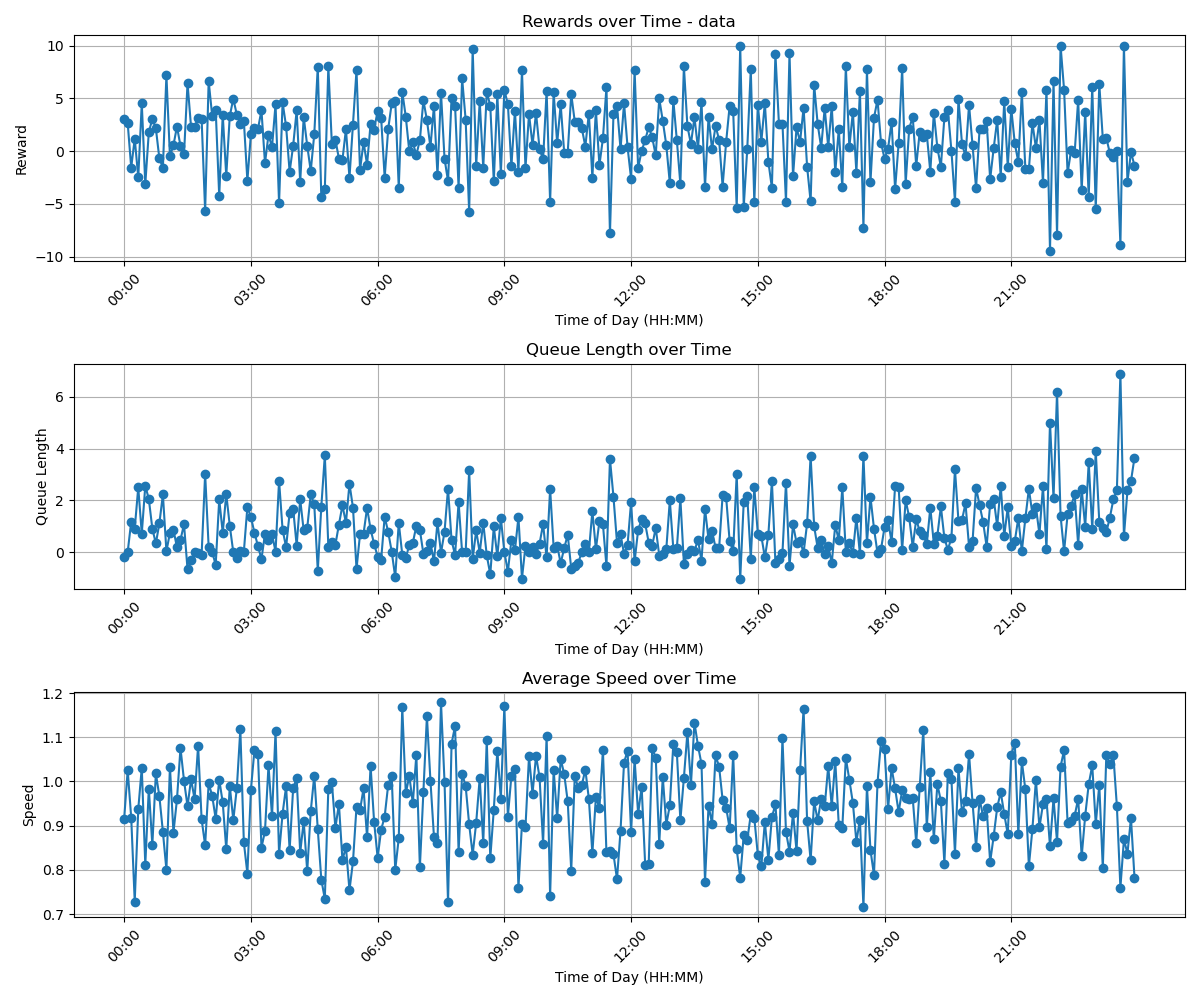 Rewards over Time - data
10
5
0
−5
−10
Reward
00:00 03:00 06:00 09:00 12:00 15:00 18:00 21:00
Time of Day (HH:MM)
Queue Length over Time
6
4
2
0
Queue Length
00:00 03:00 06:00 09:00 12:00 15:00 18:00 21:00
Time of Day (HH:MM)
Average Speed over Time
1.2
1.1
1.0
0.9
0.8
0.7
Speed
00:00 03:00 06:00 09:00 12:00 15:00 18:00 21:00
Time of Day (HH:MM)